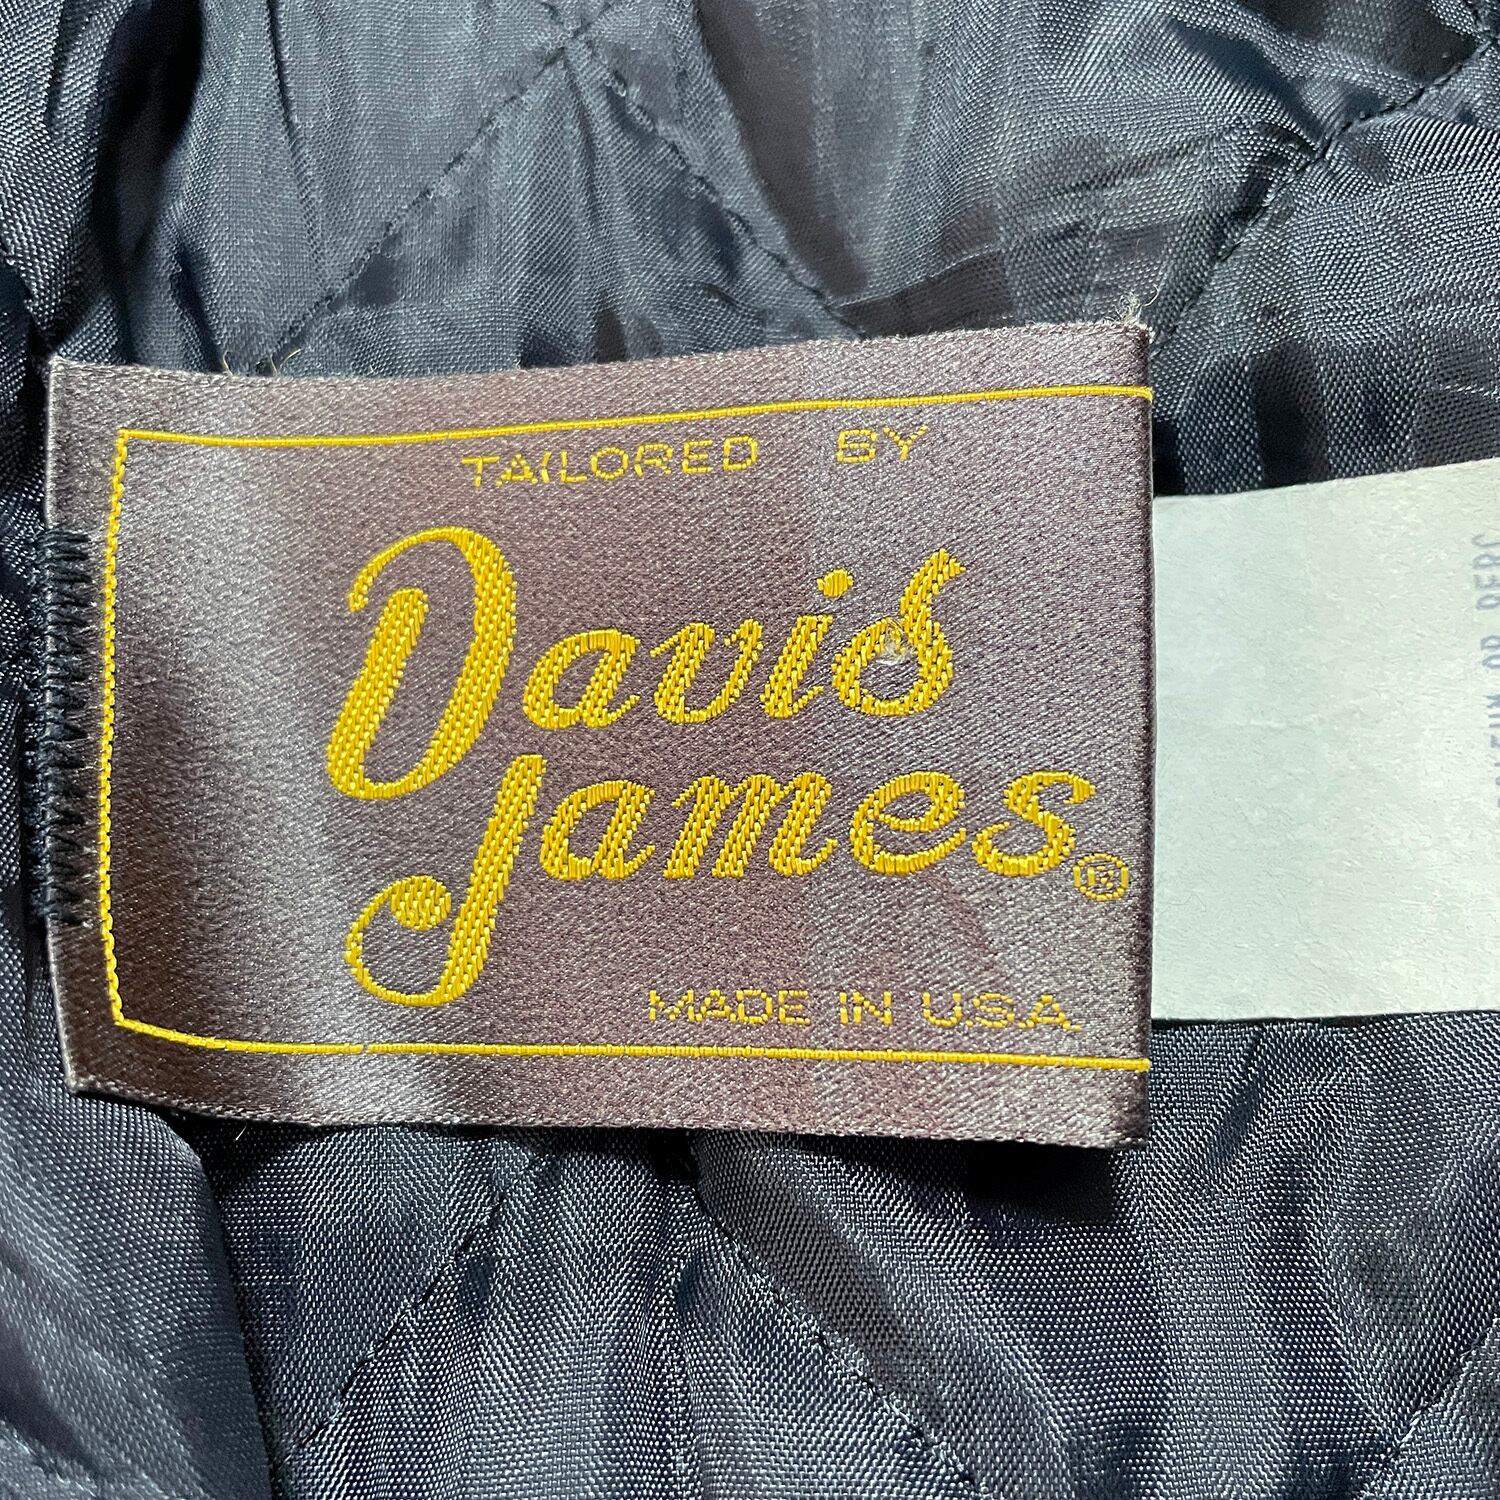 TAILORED BY
David
James®
MADE IN U.S.A.